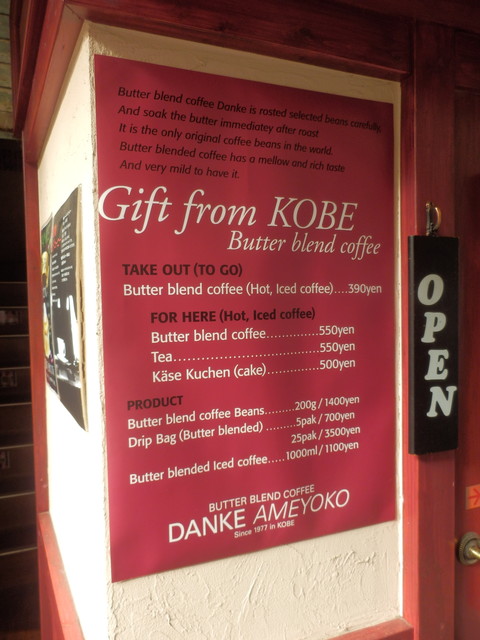 Butter blend coffee Danke is rosted selected beans carefully.
And soak the butter immediatey after roast
It is the only original coffee beans in the world.
Butter blended coffee has a mellow and rich taste
And very mild to have it.
Gift from KOBE
Butter blend coffee
TAKE OUT (TO GO)
Butter blend coffee (Hot, Iced coffee)....390yen
FOR HERE (Hot, Iced coffee)
Butter blend coffee.............550yen
Tea..................................550yen
Käse Kuchen (cake)..............500yen
PRODUCT
Butter blend coffee Beans........200g / 1400yen
Drip Bag (Butter blended) ........5pak / 700yen
25pak / 3500yen
Butter blended Iced coffee.....1000ml / 1100yen
BUTTER BLEND COFFEE
DANKE AMEYOKO
Since 1977 in KOBE
OPEN